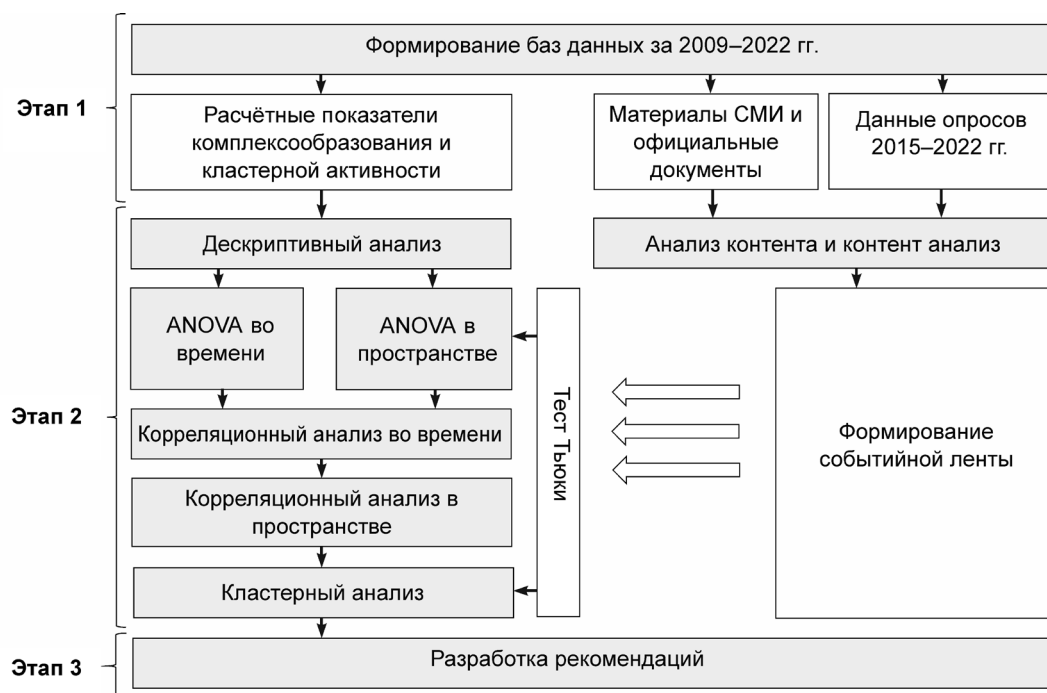 Формирование баз данных за 2009–2022 гг.
Этап 1
Расчётные показатели
комплексообразования и
кластерной активности
Материалы СМИ и
официальные
документы
Данные опросов
2015–2022 гг.
Этап 2
Дескриптивный анализ
Анализ контента и контент анализ
ANOVA во
времени
ANOVA в
пространстве
Тест Тьюки
Формирование
событийной ленты
Корреляционный анализ во времени
Корреляционный анализ в
пространстве
Кластерный анализ
Этап 3
Разработка рекомендаций